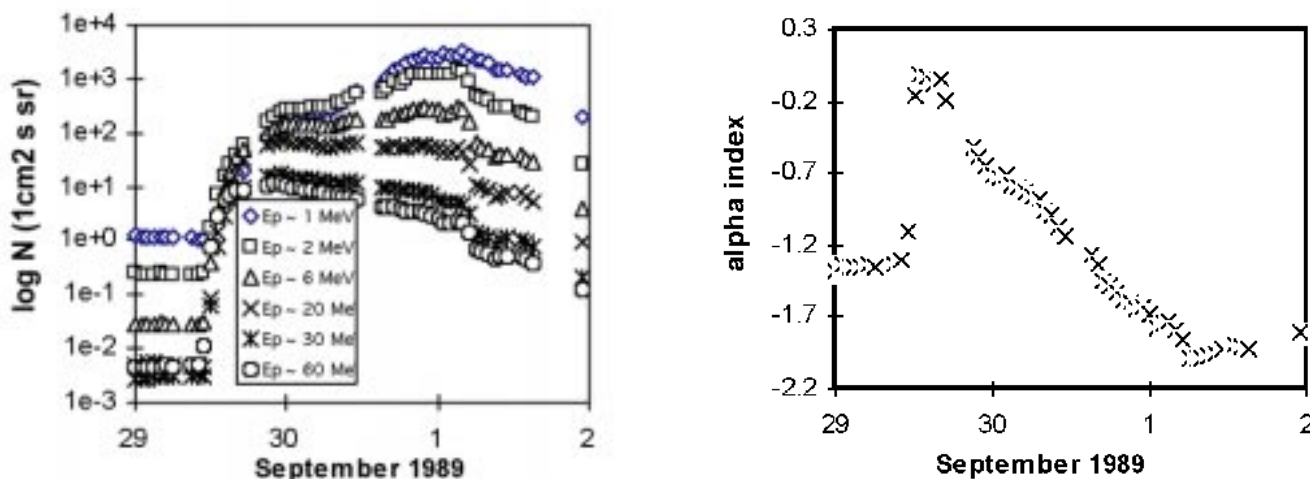 log N (1cm2 s sr)
1e+4
1e+3
1e+2
1e+1
1e+0
1e-1
1e-2
1e-3
Ep ~ 1 MeV
Ep ~ 2 MeV
Ep ~ 6 MeV
Ep ~ 20 Me
Ep ~ 30 Me
Ep ~ 60 Me
29
30
1
2
September 1989
alpha index
0.3
-0.2
-0.7
-1.2
-1.7
-2.2
29
30
1
2
September 1989